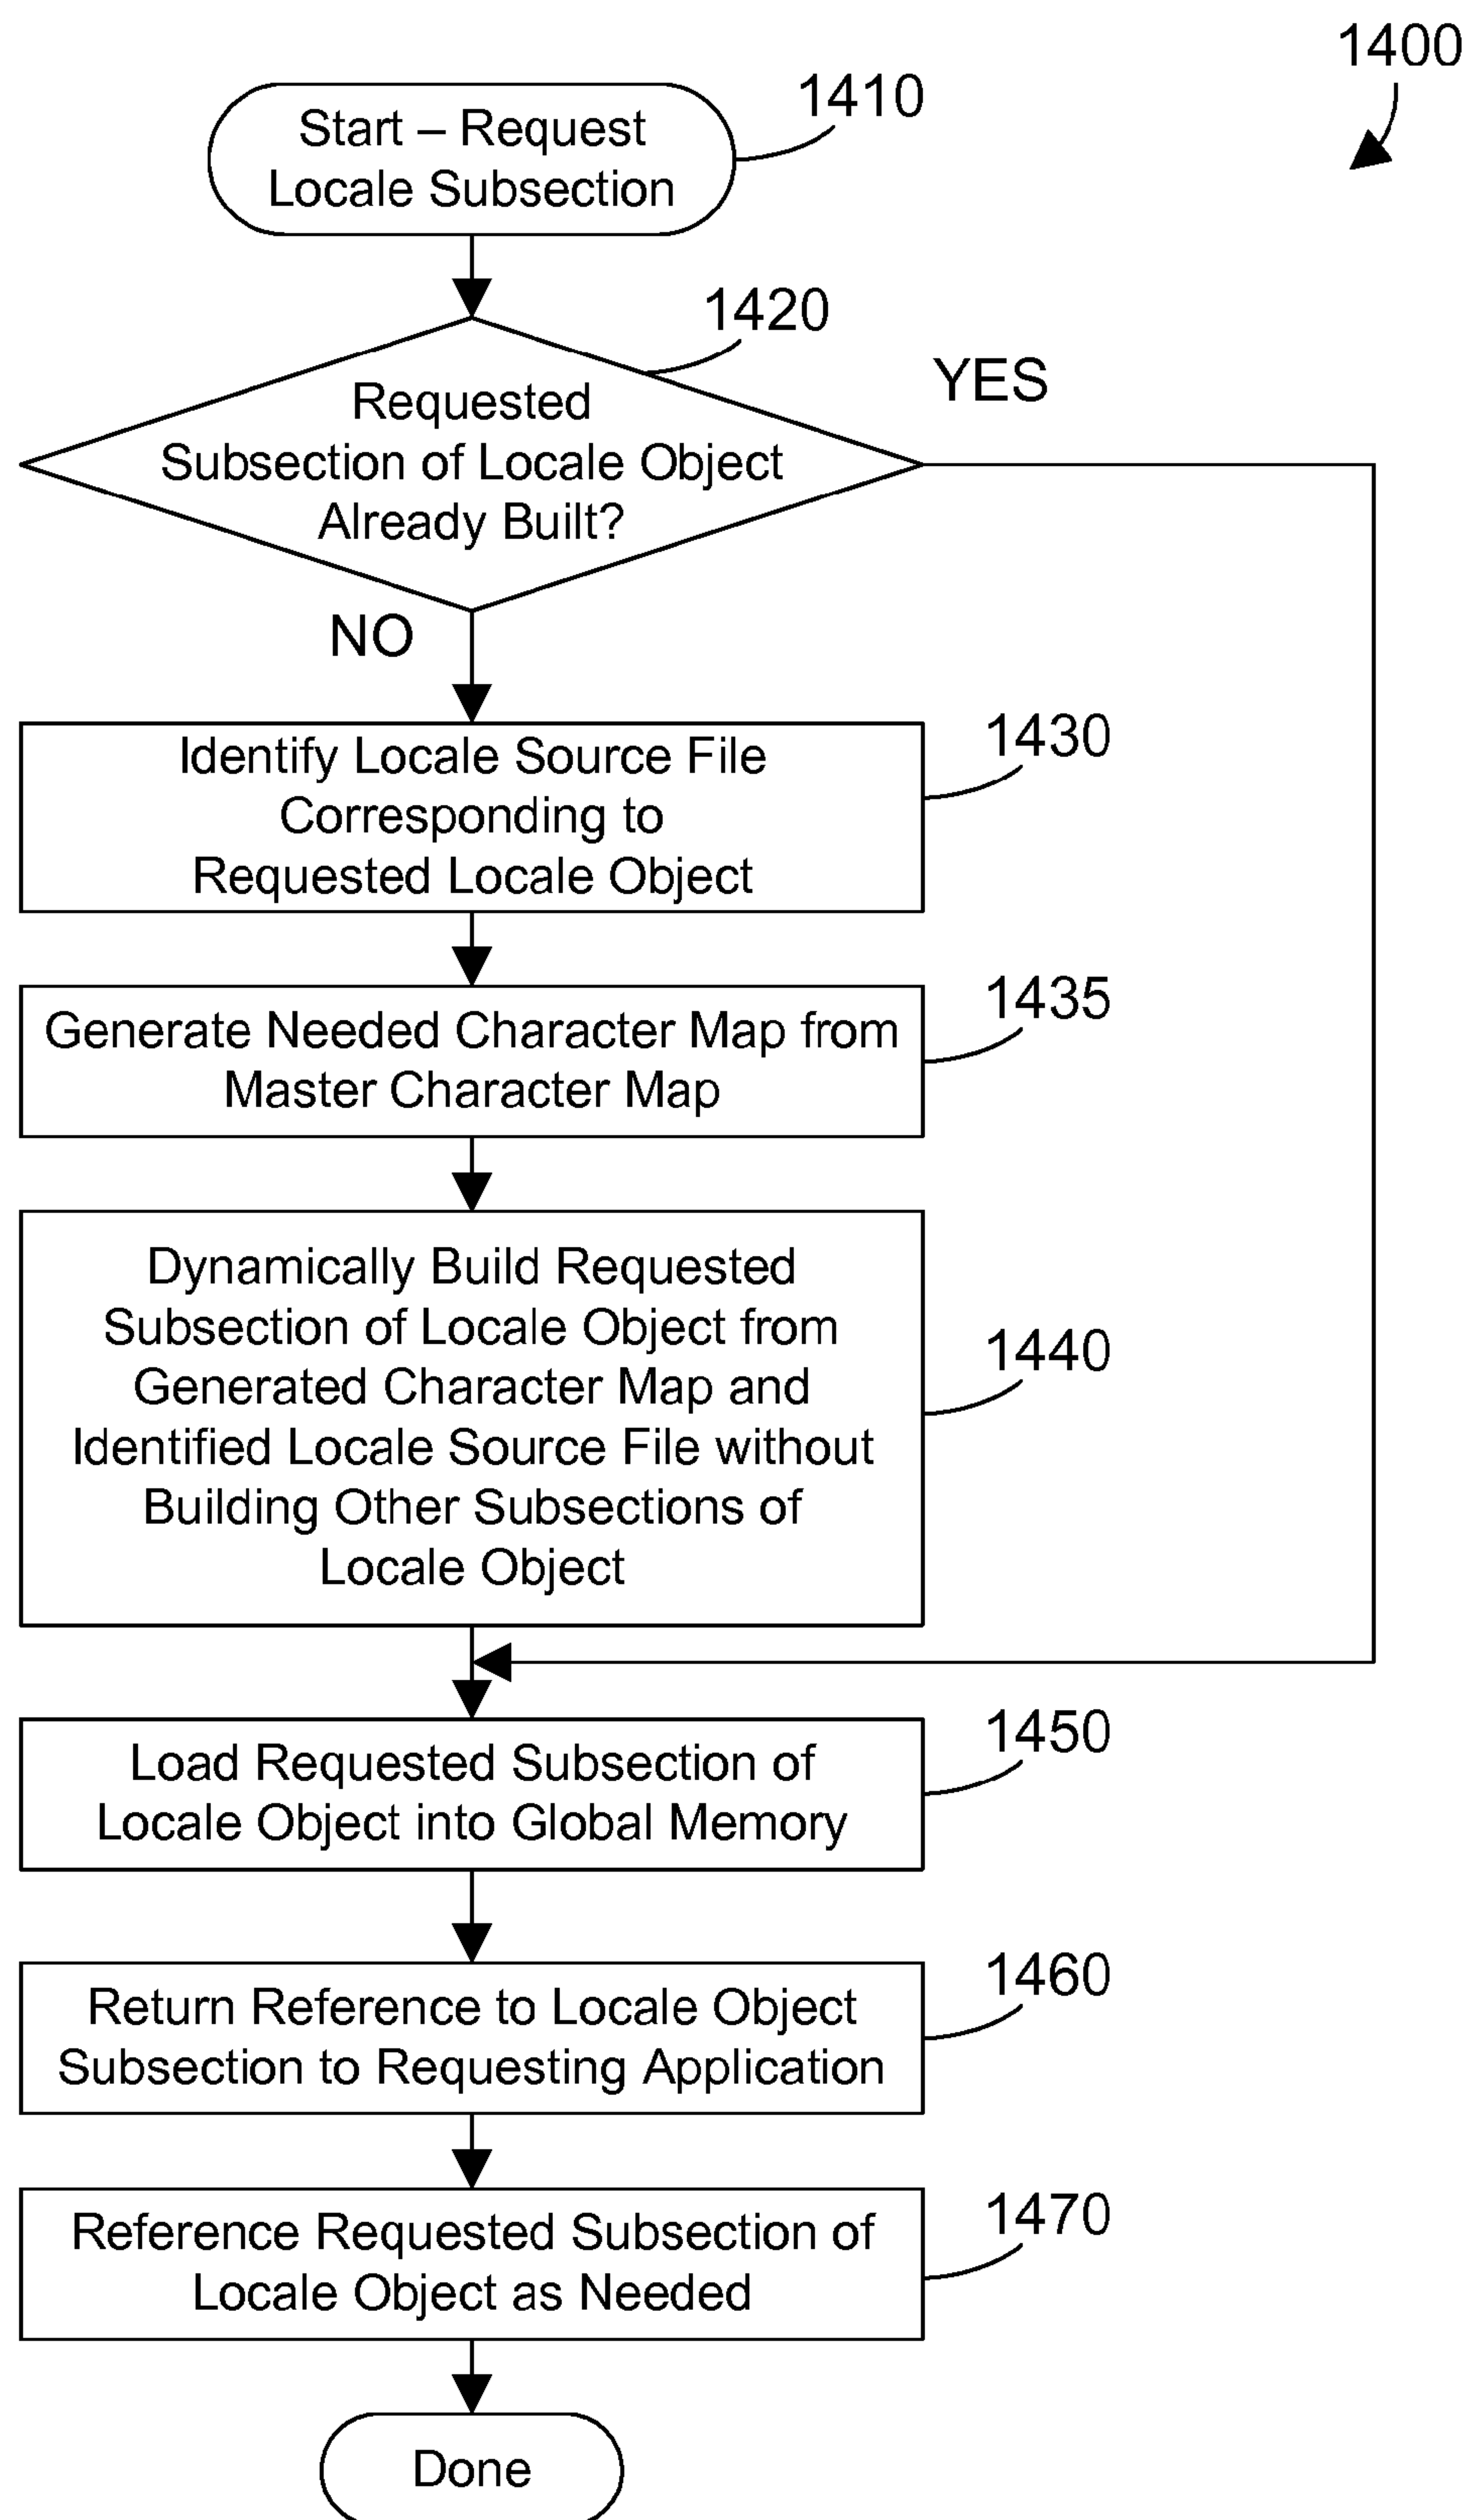 1400
1410
Start – Request
Locale Subsection
1420
YES
Requested
Subsection of Locale Object
Already Built?
NO
1430
Identify Locale Source File
Corresponding to
Requested Locale Object
1435
Generate Needed Character Map from
Master Character Map
1440
Dynamically Build Requested
Subsection of Locale Object from
Generated Character Map and
Identified Locale Source File without
Building Other Subsections of
Locale Object
1450
Load Requested Subsection of
Locale Object into Global Memory
1460
Return Reference to Locale Object
Subsection to Requesting Application
1470
Reference Requested Subsection of
Locale Object as Needed
Done